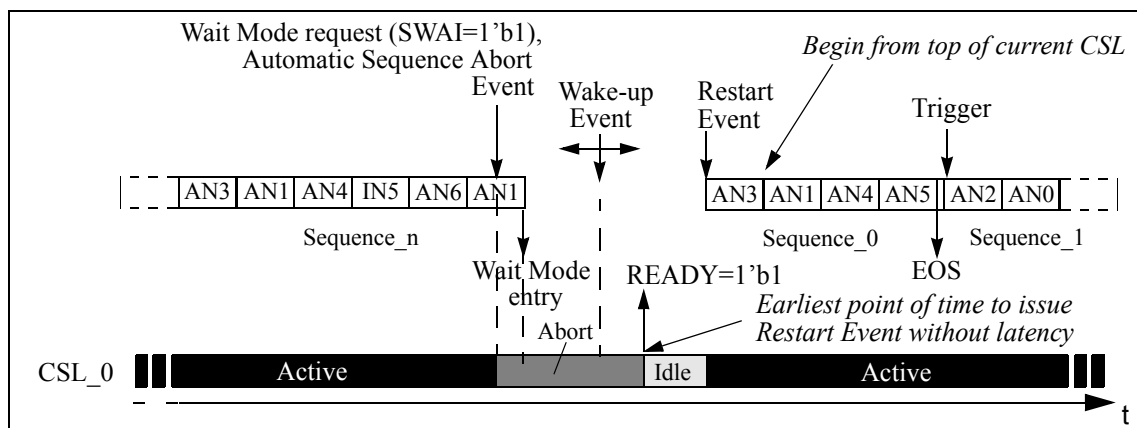 Wait Mode request (SWAI=1’b1),
Automatic Sequence Abort
Event
Wake-up
Event
Restart
Event
Begin from top of current CSL
Trigger
AN3 AN1 AN4 IN5 AN6 AN1
AN3 AN1 AN4 AN5 AN2 AN0
Sequence_n
Sequence_0
Sequence_1
Wait Mode
entry
READY=1’b1
EOS
Earliest point of time to issue
Restart Event without latency
Abort
CSL_0
Active
Idle
Active
t